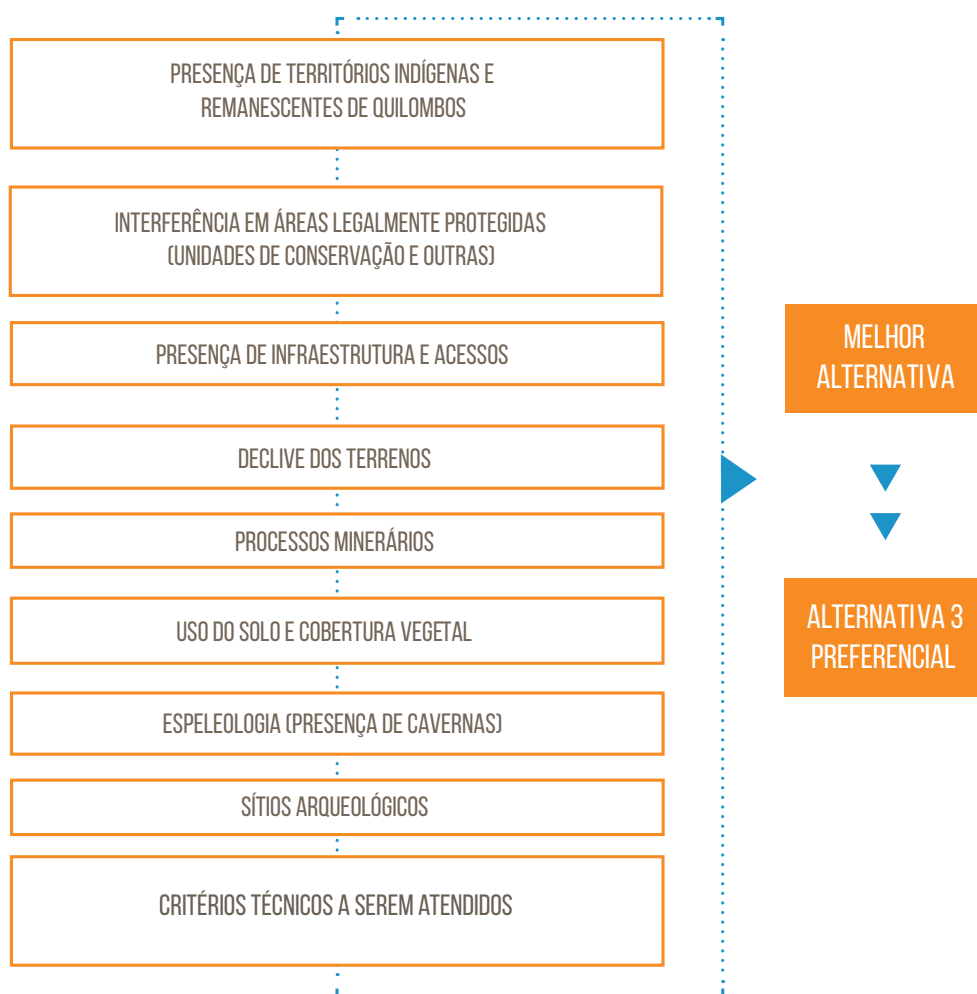 PRESENÇA DE TERRITÓRIOS INDÍGENAS E
REMANESCENTES DE QUILOMBOS
INTERFERÊNCIA EM ÁREAS LEGALMENTE PROTEGIDAS
(UNIDADES DE CONSERVAÇÃO E OUTRAS)
PRESENÇA DE INFRAESTRUTURA E ACESSOS
DECLIVE DOS TERRENOS
PROCESSOS MINERÁRIOS
USO DO SOLO E COBERTURA VEGETAL
ESPELEOLOGIA (PRESENÇA DE CAVERNAS)
SÍTIOS ARQUEOLÓGICOS
CRITÉRIOS TÉCNICOS A SEREM ATENDIDOS
MELHOR
ALTERNATIVA
ALTERNATIVA 3
PREFERENCIAL